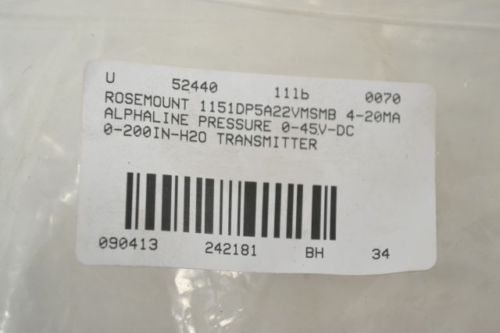 U 52440 111b 0070
ROSEMOUNT 1151DP5A22VMSMB 4-20MA
ALPHALINE PRESSURE 0-45V-DC
0-200IN-H2O TRANSMITTER
090413 242181 BH 34